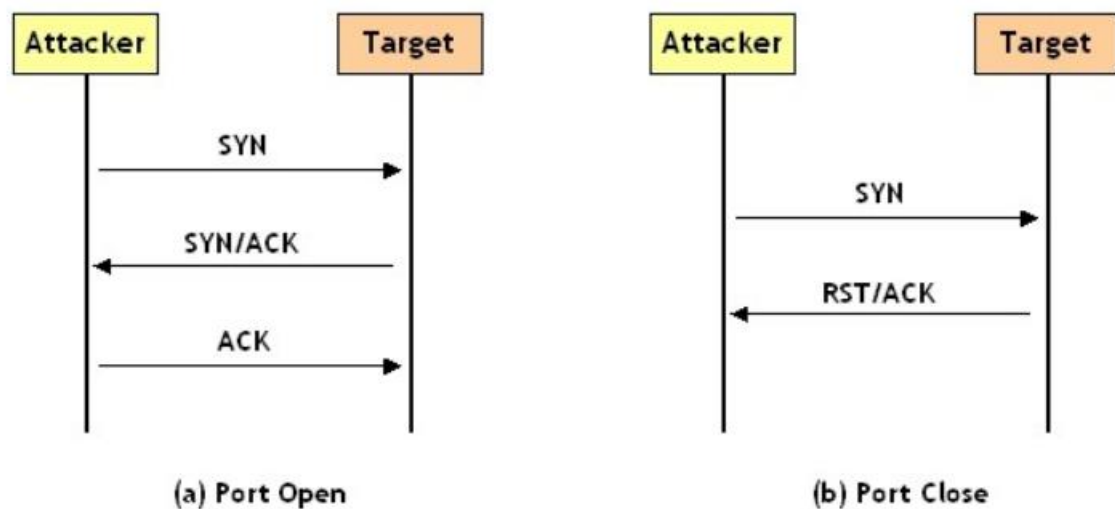 Attacker Target
SYN
SYN/ACK
ACK
(a) Port Open
Attacker Target
SYN
RST/ACK
(b) Port Close